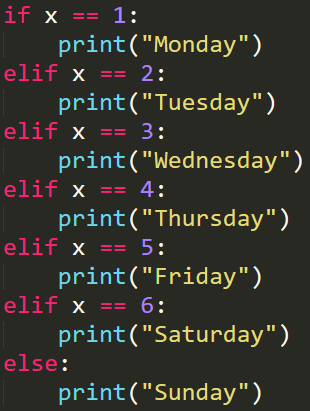 if x == 1:
    print("Monday")
elif x == 2:
    print("Tuesday")
elif x == 3:
    print("Wednesday")
elif x == 4:
    print("Thursday")
elif x == 5:
    print("Friday")
elif x == 6:
    print("Saturday")
else:
    print("Sunday")